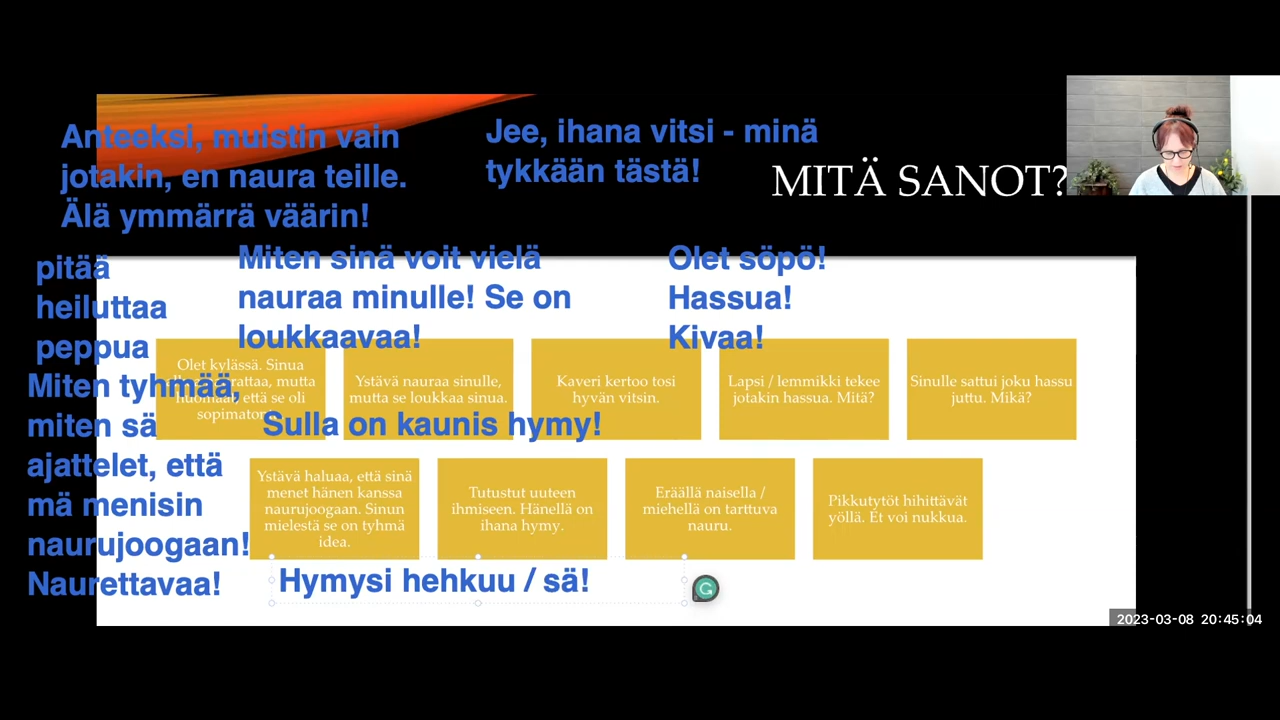 Anteeksi, muistin vain
jotakin, en naura teille.
Älä ymmärrä väärin!
Jee, ihana vitsi - minä
tykkään tästä!
MITÄ SANOT?
pitää
heiluttaa
peppua
Miten sinä voit vielä
nauraa minulle! Se on
loukkaavaa!
Olet söpö!
Hassua!
Kivaa!
Miten tyhmää,
miten sä
ajattelet, että
mä menisin
naurujoogaan!
Naurettavaa!
Olet kylässä. Sinua
mutta
että se oli
Ystävä nauraa sinulle,
mutta se loukkaa sinua.
Kaveri kertoo tosi
hyvän vitsin.
Lapsi / lemmikki tekee
jotakin hassua. Mitä?
Sinulle sattui joku hassu
juttu. Mikä?
Sulla on kaunis hymy!
Ystävä haluaa, että sinä
menet hänen kanssa
naurujoogaan. Sinun
mielestä se on tyhmä
idea.
Tutustut uuteen
ihmiseen. Hänellä on
ihana hymy.
Eräällä naisella /
miehellä on tarttuva
nauru.
Pikkutytöt hihittävät
yöllä. Et voi nukkua.
Hymysi hehkuu / sä!
2023-03-08 20:45:04